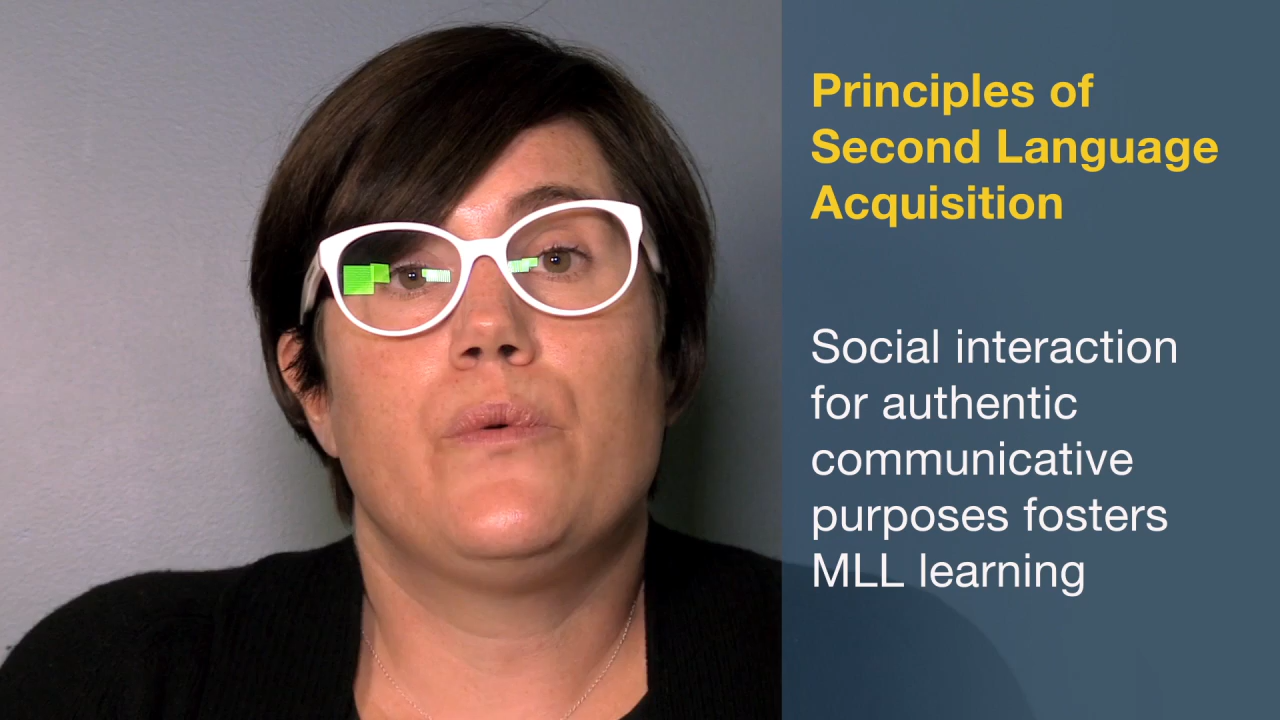 Principles of
Second Language
Acquisition
Social interaction
for authentic
communicative
purposes fosters
MLL learning